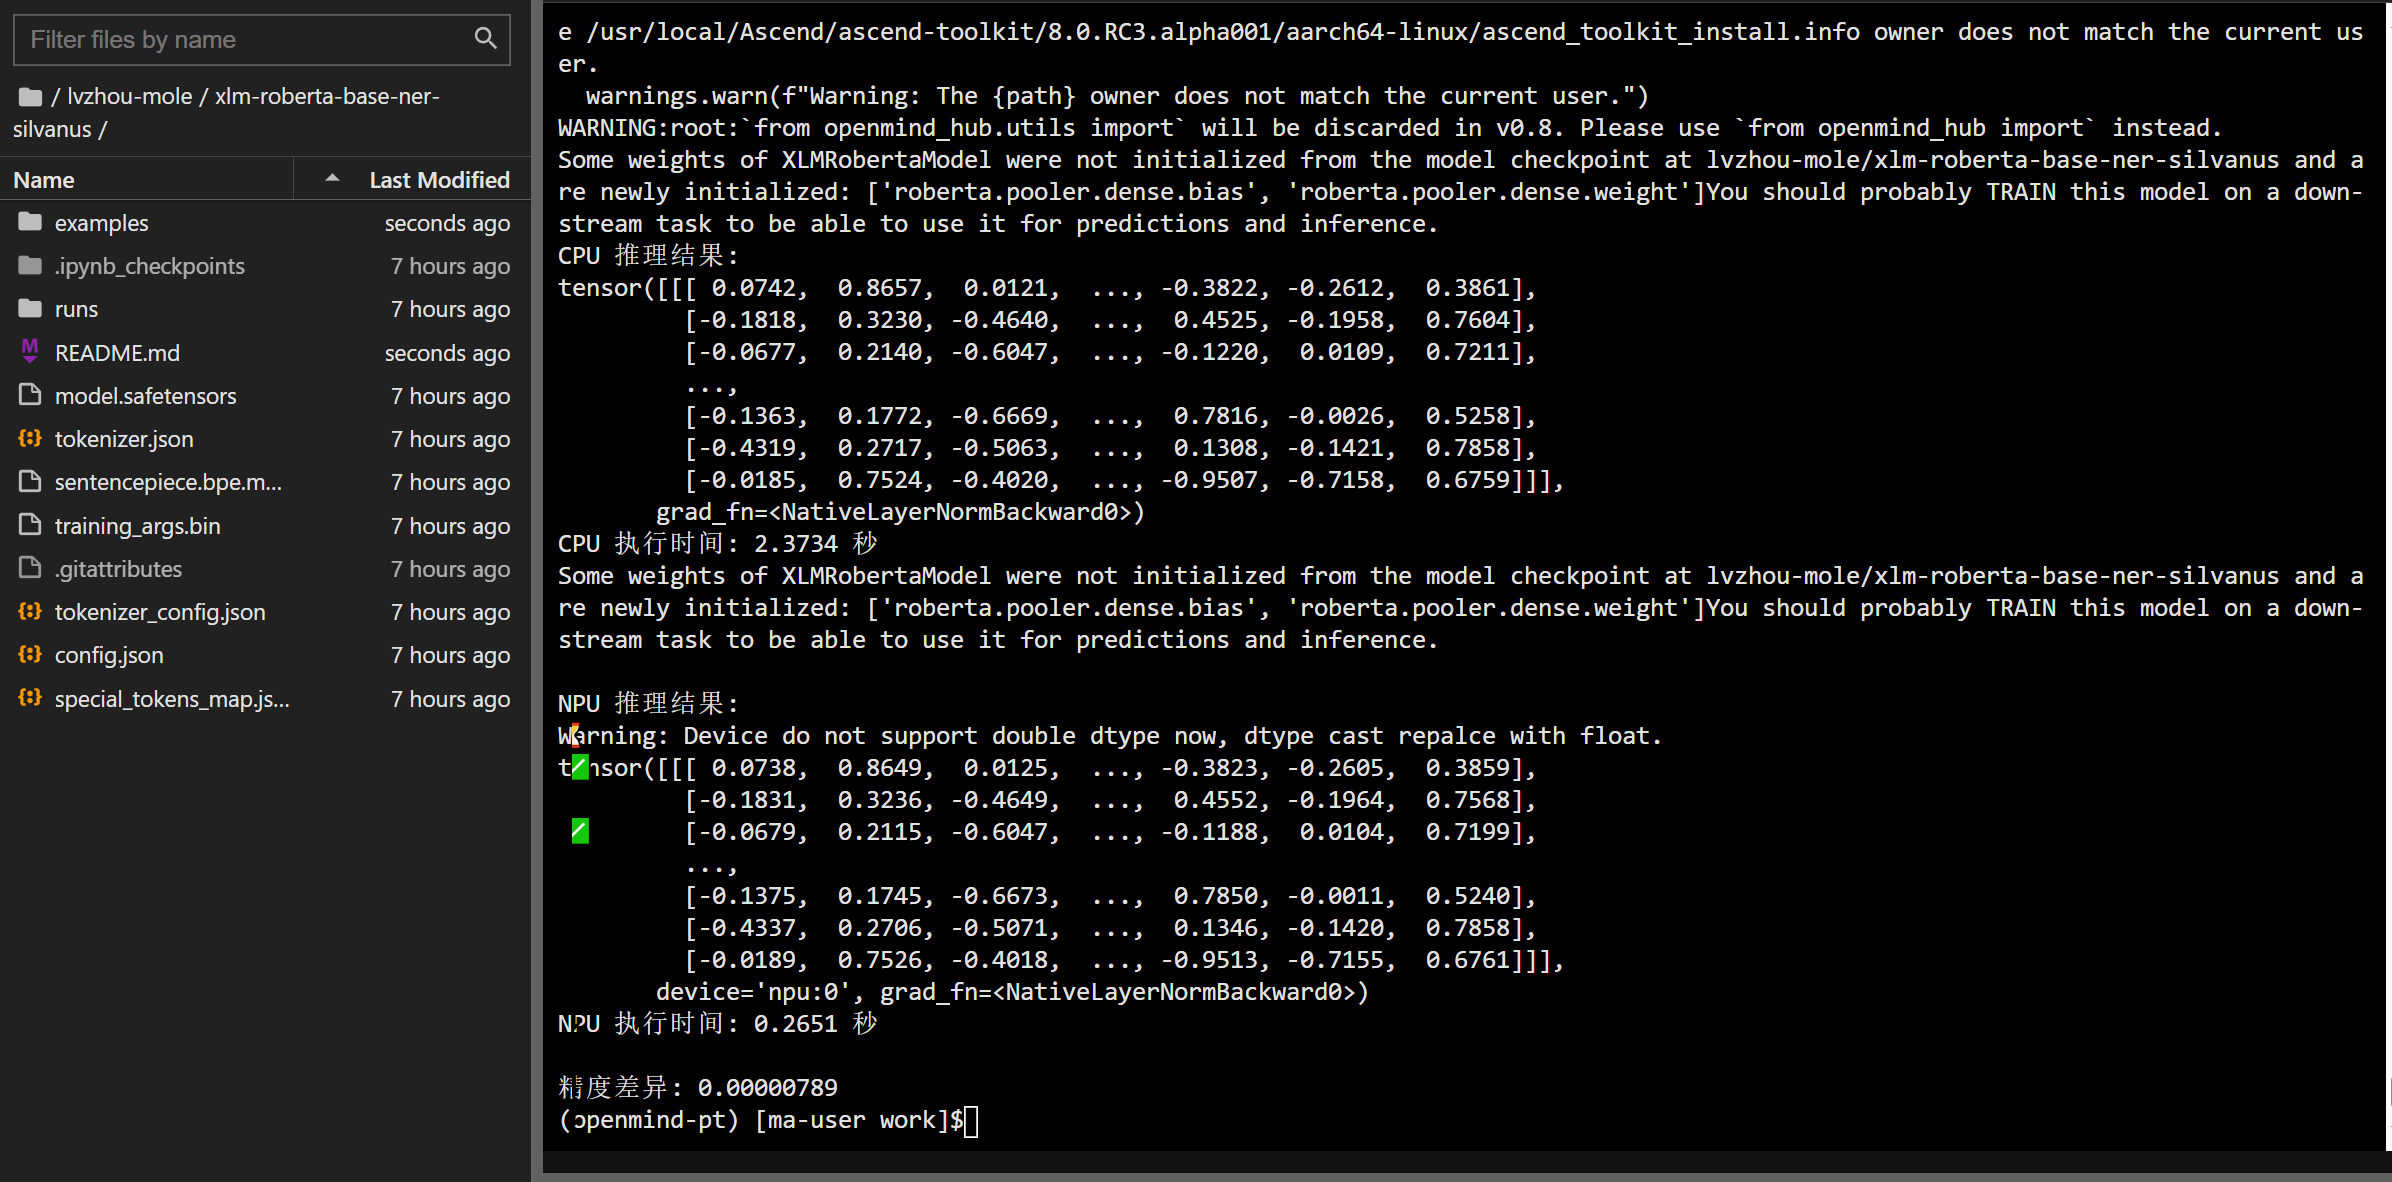 Filter files by name
/ lvzhou-mole / xlm-roberta-base-ner-
silvanus /
Name Last Modified
examples seconds ago
.ipynb_checkpoints 7 hours ago
runs 7 hours ago
README.md seconds ago
model.safetensors 7 hours ago
tokenizer.json 7 hours ago
sentencepiece.bpe.m... 7 hours ago
training_args.bin 7 hours ago
.gitattributes 7 hours ago
tokenizer_config.json 7 hours ago
config.json 7 hours ago
special_tokens_map.js... 7 hours ago
e /usr/local/Ascend/ascend-toolkit/8.0.RC3.alpha001/aarch64-linux/ascend_toolkit_install.info owner does not match the current us
er.
  warnings.warn(f"Warning: The {path} owner does not match the current user.")
WARNING:root:`from openmind_hub.utils import` will be discarded in v0.8. Please use `from openmind_hub import` instead.
Some weights of XLMRobertaModel were not initialized from the model checkpoint at lvzhou-mole/xlm-roberta-base-ner-silvanus and a
re newly initialized: ['roberta.pooler.dense.bias', 'roberta.pooler.dense.weight']You should probably TRAIN this model on a down-
stream task to be able to use it for predictions and inference.
CPU 推理结果:
tensor([[[ 0.0742,  0.8657,  0.0121,  ..., -0.3822, -0.2612,  0.3861],
         [-0.1818,  0.3230, -0.4640,  ...,  0.4525, -0.1958,  0.7604],
         [-0.0677,  0.2140, -0.6047,  ..., -0.1220,  0.0109,  0.7211],
         ...,
         [-0.1363,  0.1772, -0.6669,  ...,  0.7816, -0.0026,  0.5258],
         [-0.4319,  0.2717, -0.5063,  ...,  0.1308, -0.1421,  0.7858],
         [-0.0185,  0.7524, -0.4020,  ..., -0.9507, -0.7158,  0.6759]]],
       grad_fn=<NativeLayerNormBackward0>)
CPU 执行时间: 2.3734 秒
Some weights of XLMRobertaModel were not initialized from the model checkpoint at lvzhou-mole/xlm-roberta-base-ner-silvanus and a
re newly initialized: ['roberta.pooler.dense.bias', 'roberta.pooler.dense.weight']You should probably TRAIN this model on a down-
stream task to be able to use it for predictions and inference.
NPU 推理结果:
Warning: Device do not support double dtype now, dtype cast repalce with float.
tensor([[[ 0.0738,  0.8649,  0.0125,  ..., -0.3823, -0.2605,  0.3859],
         [-0.1831,  0.3236, -0.4649,  ...,  0.4552, -0.1964,  0.7568],
         [-0.0679,  0.2115, -0.6047,  ..., -0.1188,  0.0104,  0.7199],
         ...,
         [-0.1375,  0.1745, -0.6673,  ...,  0.7850, -0.0011,  0.5240],
         [-0.4337,  0.2706, -0.5071,  ...,  0.1346, -0.1420,  0.7858],
         [-0.0189,  0.7526, -0.4018,  ..., -0.9513, -0.7155,  0.6761]]],
       device='npu:0', grad_fn=<NativeLayerNormBackward0>)
NPU 执行时间: 0.2651 秒
精度差异: 0.00000789
(openmind-pt) [ma-user work]$